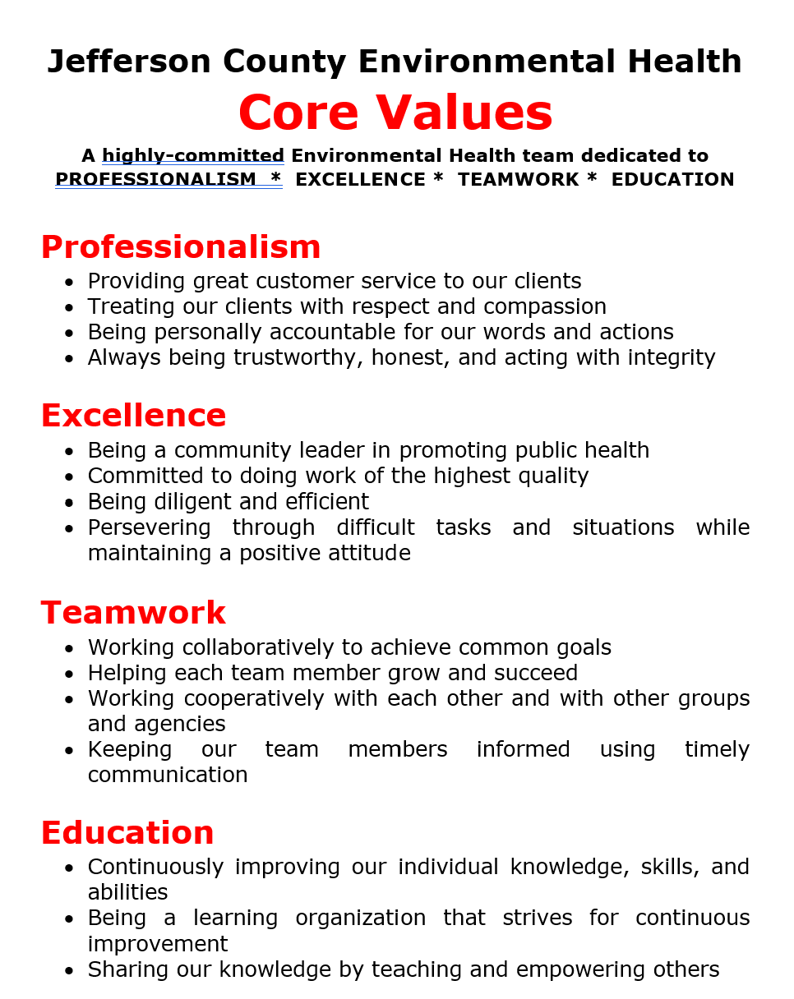 Jefferson County Environmental Health
Core Values
A highly-committed Environmental Health team dedicated to
PROFESSIONALISM * EXCELLENCE * TEAMWORK * EDUCATION
Professionalism
• Providing great customer service to our clients
• Treating our clients with respect and compassion
• Being personally accountable for our words and actions
• Always being trustworthy, honest, and acting with integrity
Excellence
• Being a community leader in promoting public health
• Committed to doing work of the highest quality
• Being diligent and efficient
• Persevering through difficult tasks and situations while
maintaining a positive attitude
Teamwork
• Working collaboratively to achieve common goals
• Helping each team member grow and succeed
• Working cooperatively with each other and with other groups
and agencies
• Keeping our team members informed using timely
communication
Education
• Continuously improving our individual knowledge, skills, and
abilities
• Being a learning organization that strives for continuous
improvement
• Sharing our knowledge by teaching and empowering others